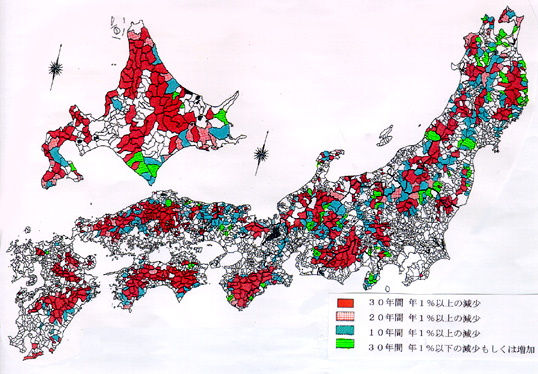 30年間 年1％以上の減少
20年間 年1％以上の減少
10年間 年1％以上の減少
30年間 年1％以下の減少もしくは増加